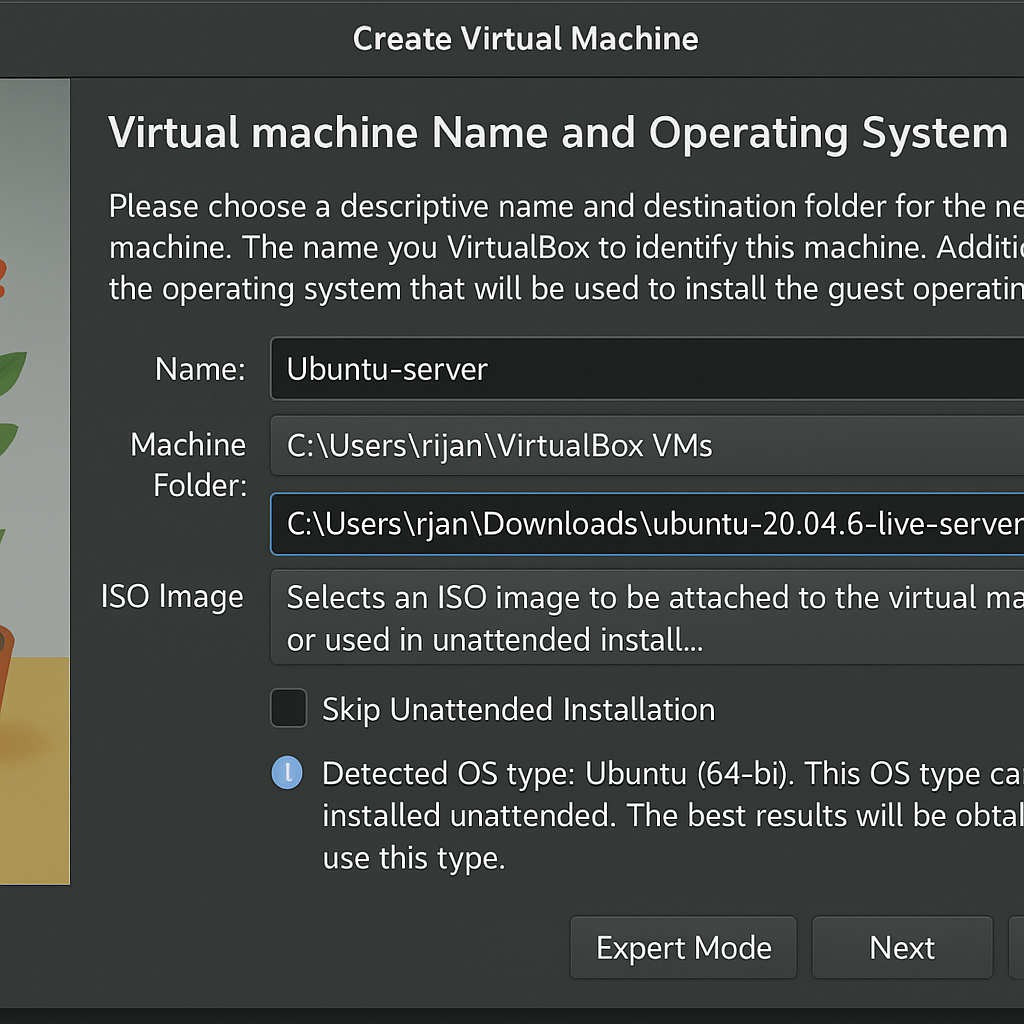 Create Virtual Machine
Virtual machine Name and Operating System
Please choose a descriptive name and destination folder for the ne
machine. The name you VirtualBox to identify this machine. Additio
the operating system that will be used to install the guest operatin
Name:
Ubuntu-server
Machine
Folder:
C:\Users\rijan\VirtualBox VMs
C:\Users\rjan\Downloads\ubuntu-20.04.6-live-server
ISO Image
Selects an ISO image to be attached to the virtual ma
or used in unattended install...
Skip Unattended Installation
Detected OS type: Ubuntu (64-bi). This OS type ca
installed unattended. The best results will be obtal
use this type.
Expert Mode
Next